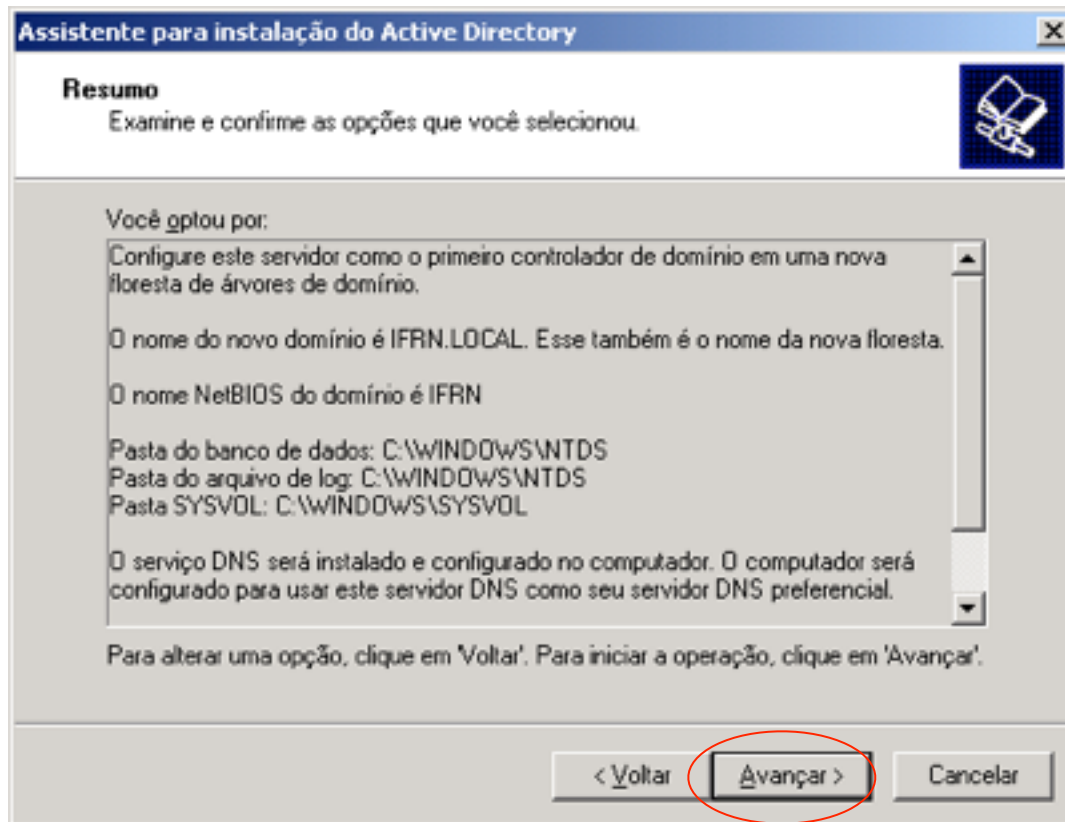 Assistente para instalação do Active Directory
Resumo
Examine e confirme as opções que você selecionou.
Você optou por:
Configure este servidor como o primeiro controlador de domínio em uma nova
floresta de árvores de domínio.
O nome do novo domínio é IFRN.LOCAL. Esse também é o nome da nova floresta.
O nome NetBIOS do domínio é IFRN
Pasta do banco de dados: C:\WINDOWS\NTDS
Pasta do arquivo de log: C:\WINDOWS\NTDS
Pasta SYSVOL: C:\WINDOWS\SYSVOL
O serviço DNS será instalado e configurado no computador. O computador será
configurado para usar este servidor DNS como seu servidor DNS preferencial.
Para alterar uma opção, clique em 'Voltar'. Para iniciar a operação, clique em 'Avançar'.
< Voltar Avançar > Cancelar